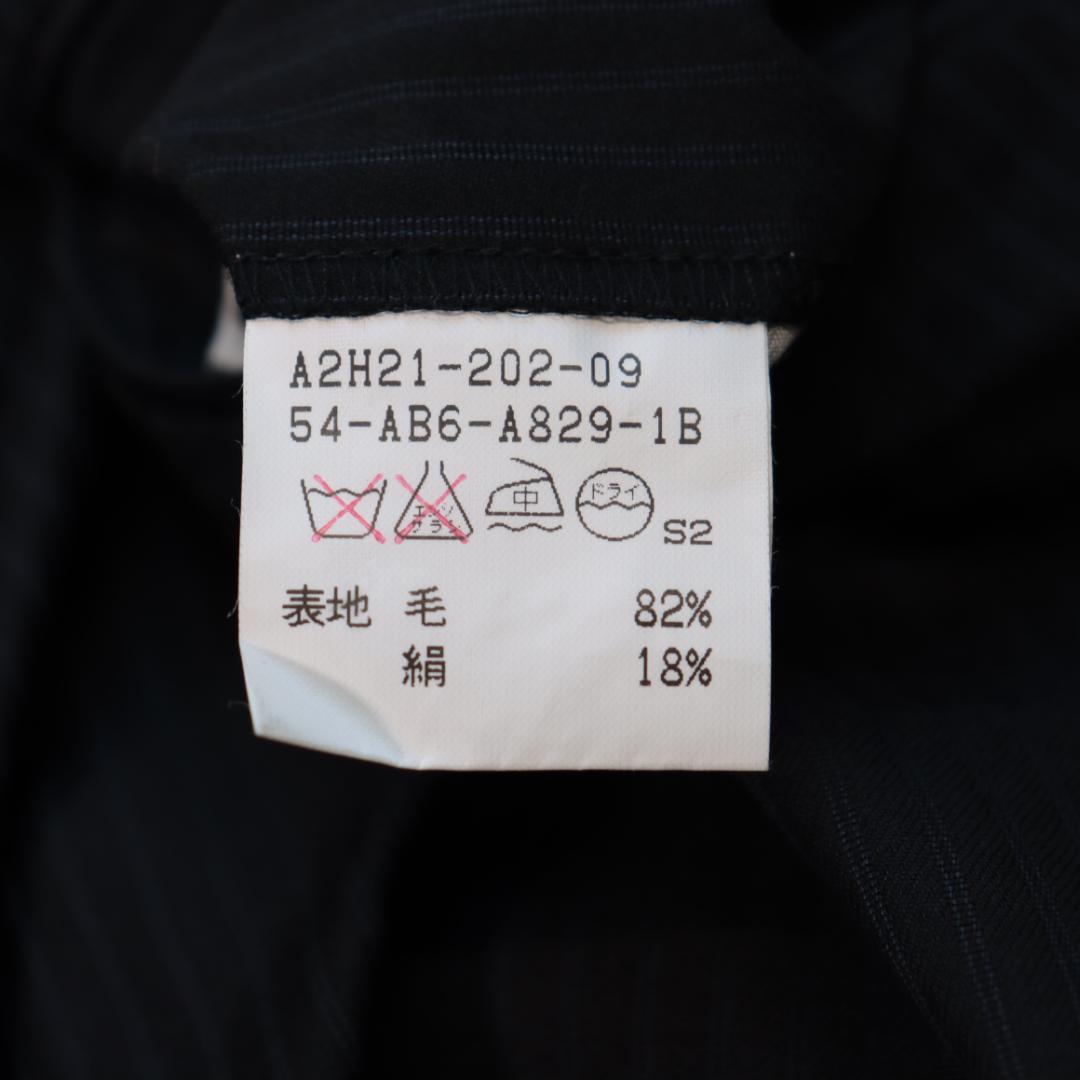 A2H21-202-09
54-AB6-A829-1B
エンソ サラシ 中 ドライ S2
表地 毛 82%
絹 18%